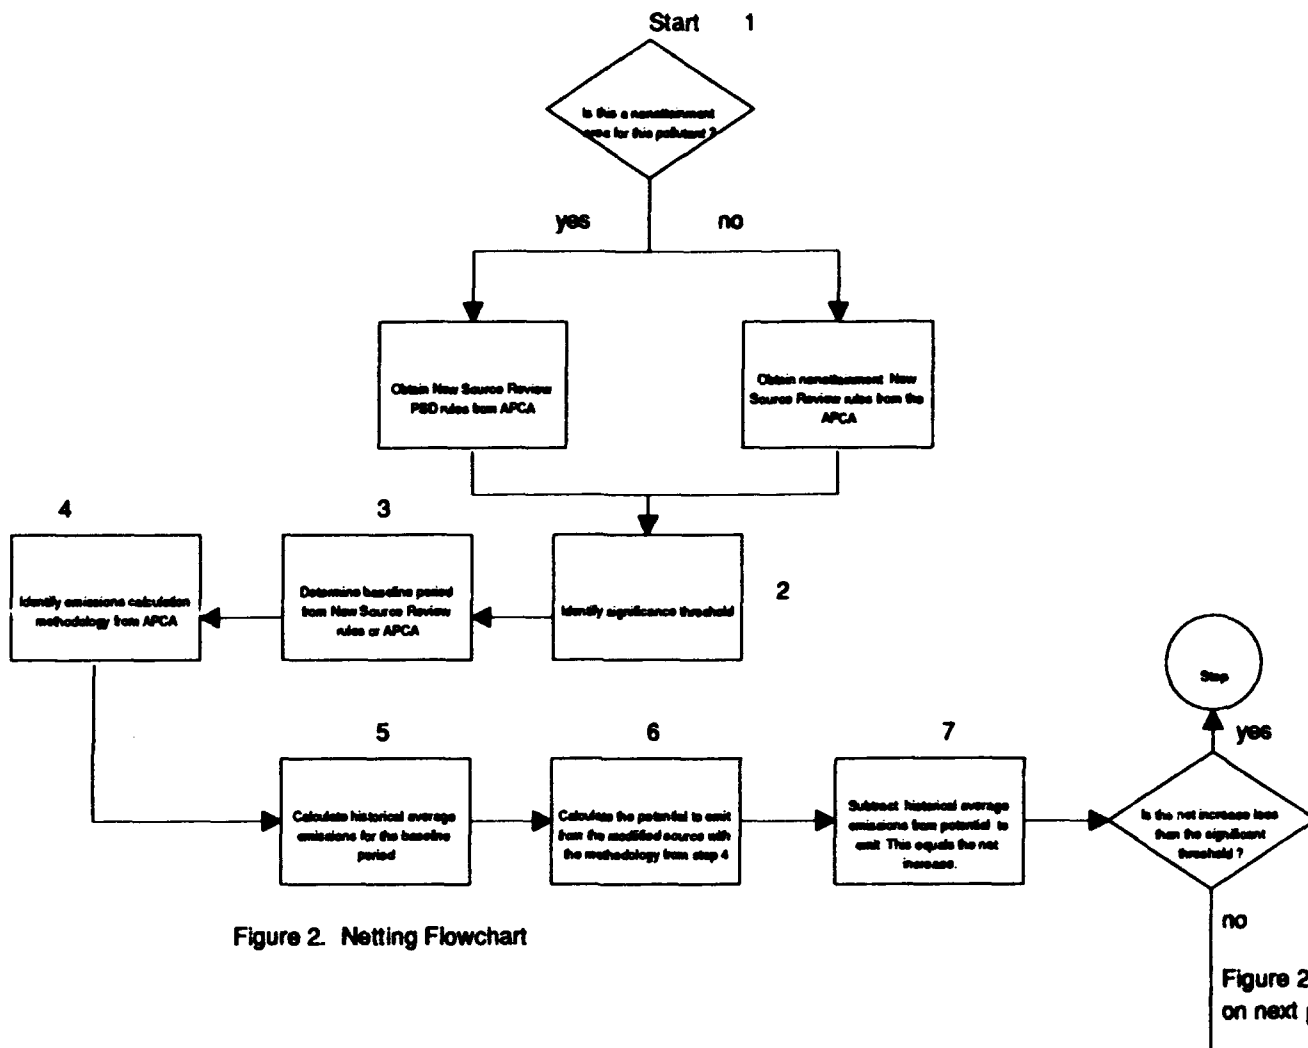 Start 1
Is this a nonattainment
area for this pollutant ?
yes no
Obtain New Source Review
PSD rules from APCA
Obtain nonattainment New
Source Review rules from the
APCA
4
3
2
Identify emissions calculation
methodology from APCA
Determine baseline period
from New Source Review
rules or APCA
Identify significance threshold
Stop
yes
5
6
7
Calculate historical average
emissions for the baseline
period
Calculate the potential to emit
from the modified source with
the methodology from step 4
Subtract historical average
emissions from potential to
emit This equals the net
increase.
Is the net increase less
than the significant
threshold ?
no
Figure 2. Netting Flowchart
Figure 2
on next